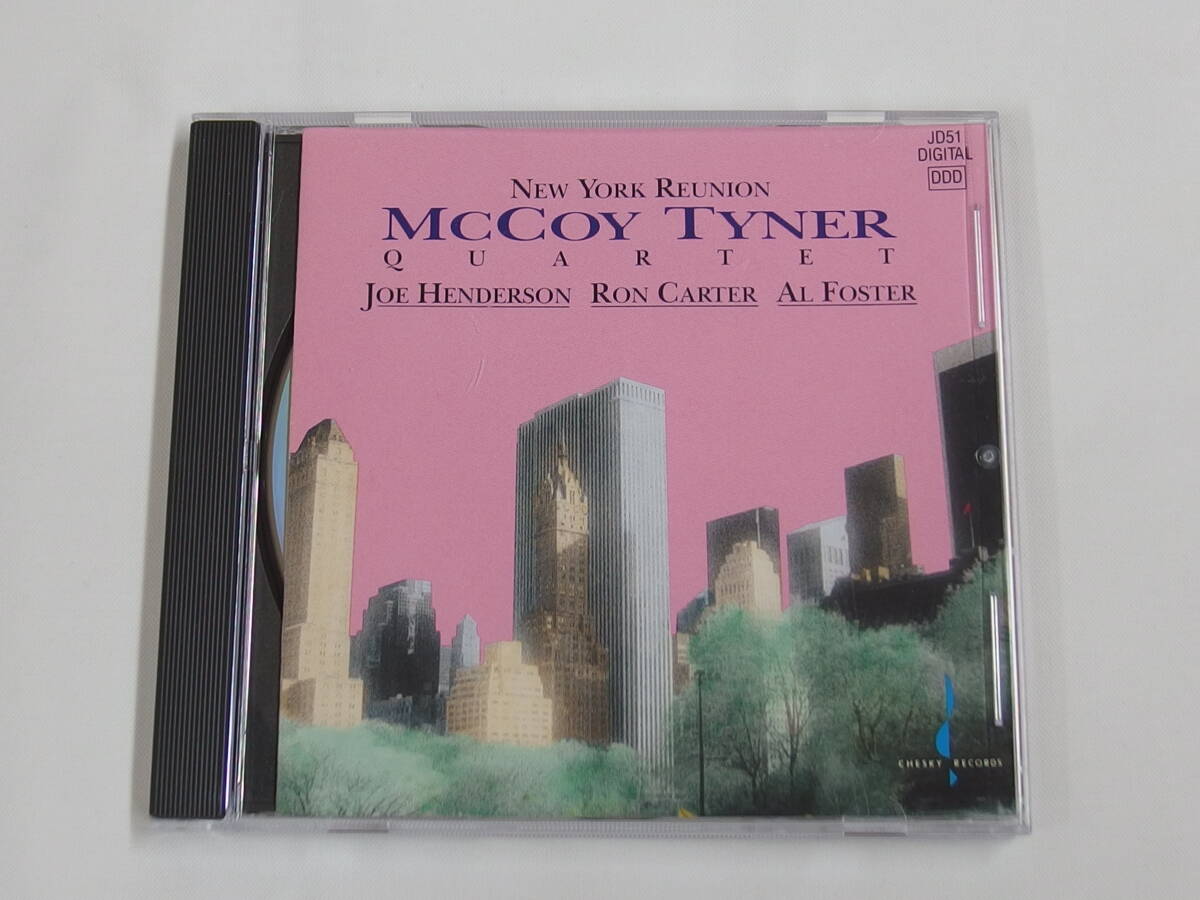 JD51
DIGITAL
DDD
NEW YORK REUNION
MCCOY TYNER
QUARTET
JOE HENDERSON RON CARTER AL FOSTER
CHESKY RECORDS